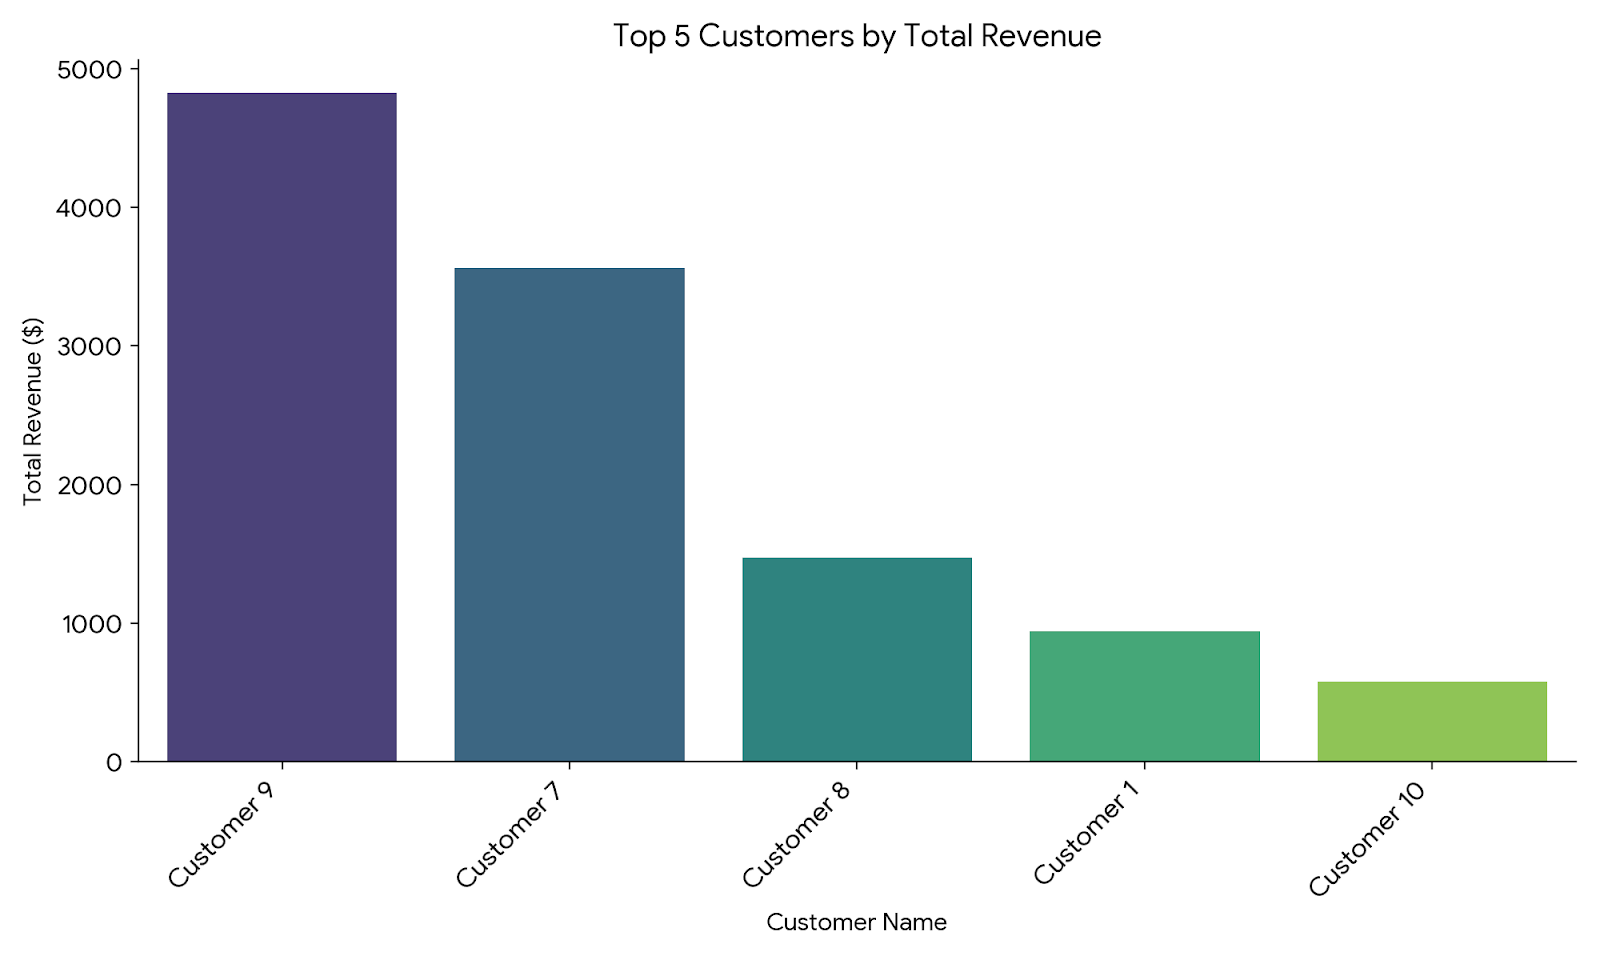 Top 5 Customers by Total Revenue
Total Revenue ($)
5000
4000
3000
2000
1000
0
Customer 9
Customer 7
Customer 8
Customer 1
Customer 10
Customer Name